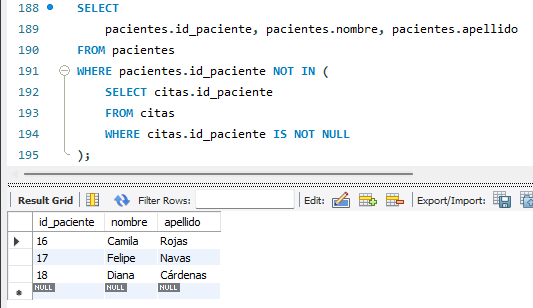 188 SELECT
189 pacientes.id_paciente, pacientes.nombre, pacientes.apellido
190 FROM pacientes
191 WHERE pacientes.id_paciente NOT IN (
192 SELECT citas.id_paciente
193 FROM citas
194 WHERE citas.id_paciente IS NOT NULL
195 );
Result Grid Filter Rows: Edit: Export/Import:
id_paciente nombre apellido
16 Camila Rojas
17 Felipe Navas
18 Diana Cárdenas
NULL NULL NULL